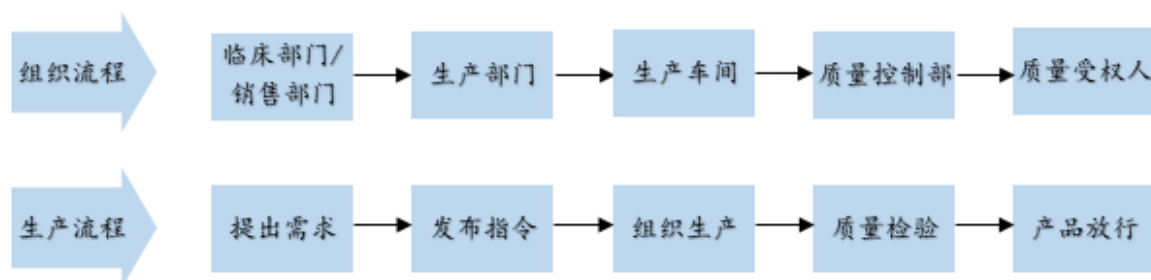 组织流程
临床部门/
销售部门
生产部门
生产车间
质量控制部
质量受权人
生产流程
提出需求
发布指令
组织生产
质量检验
产品放行